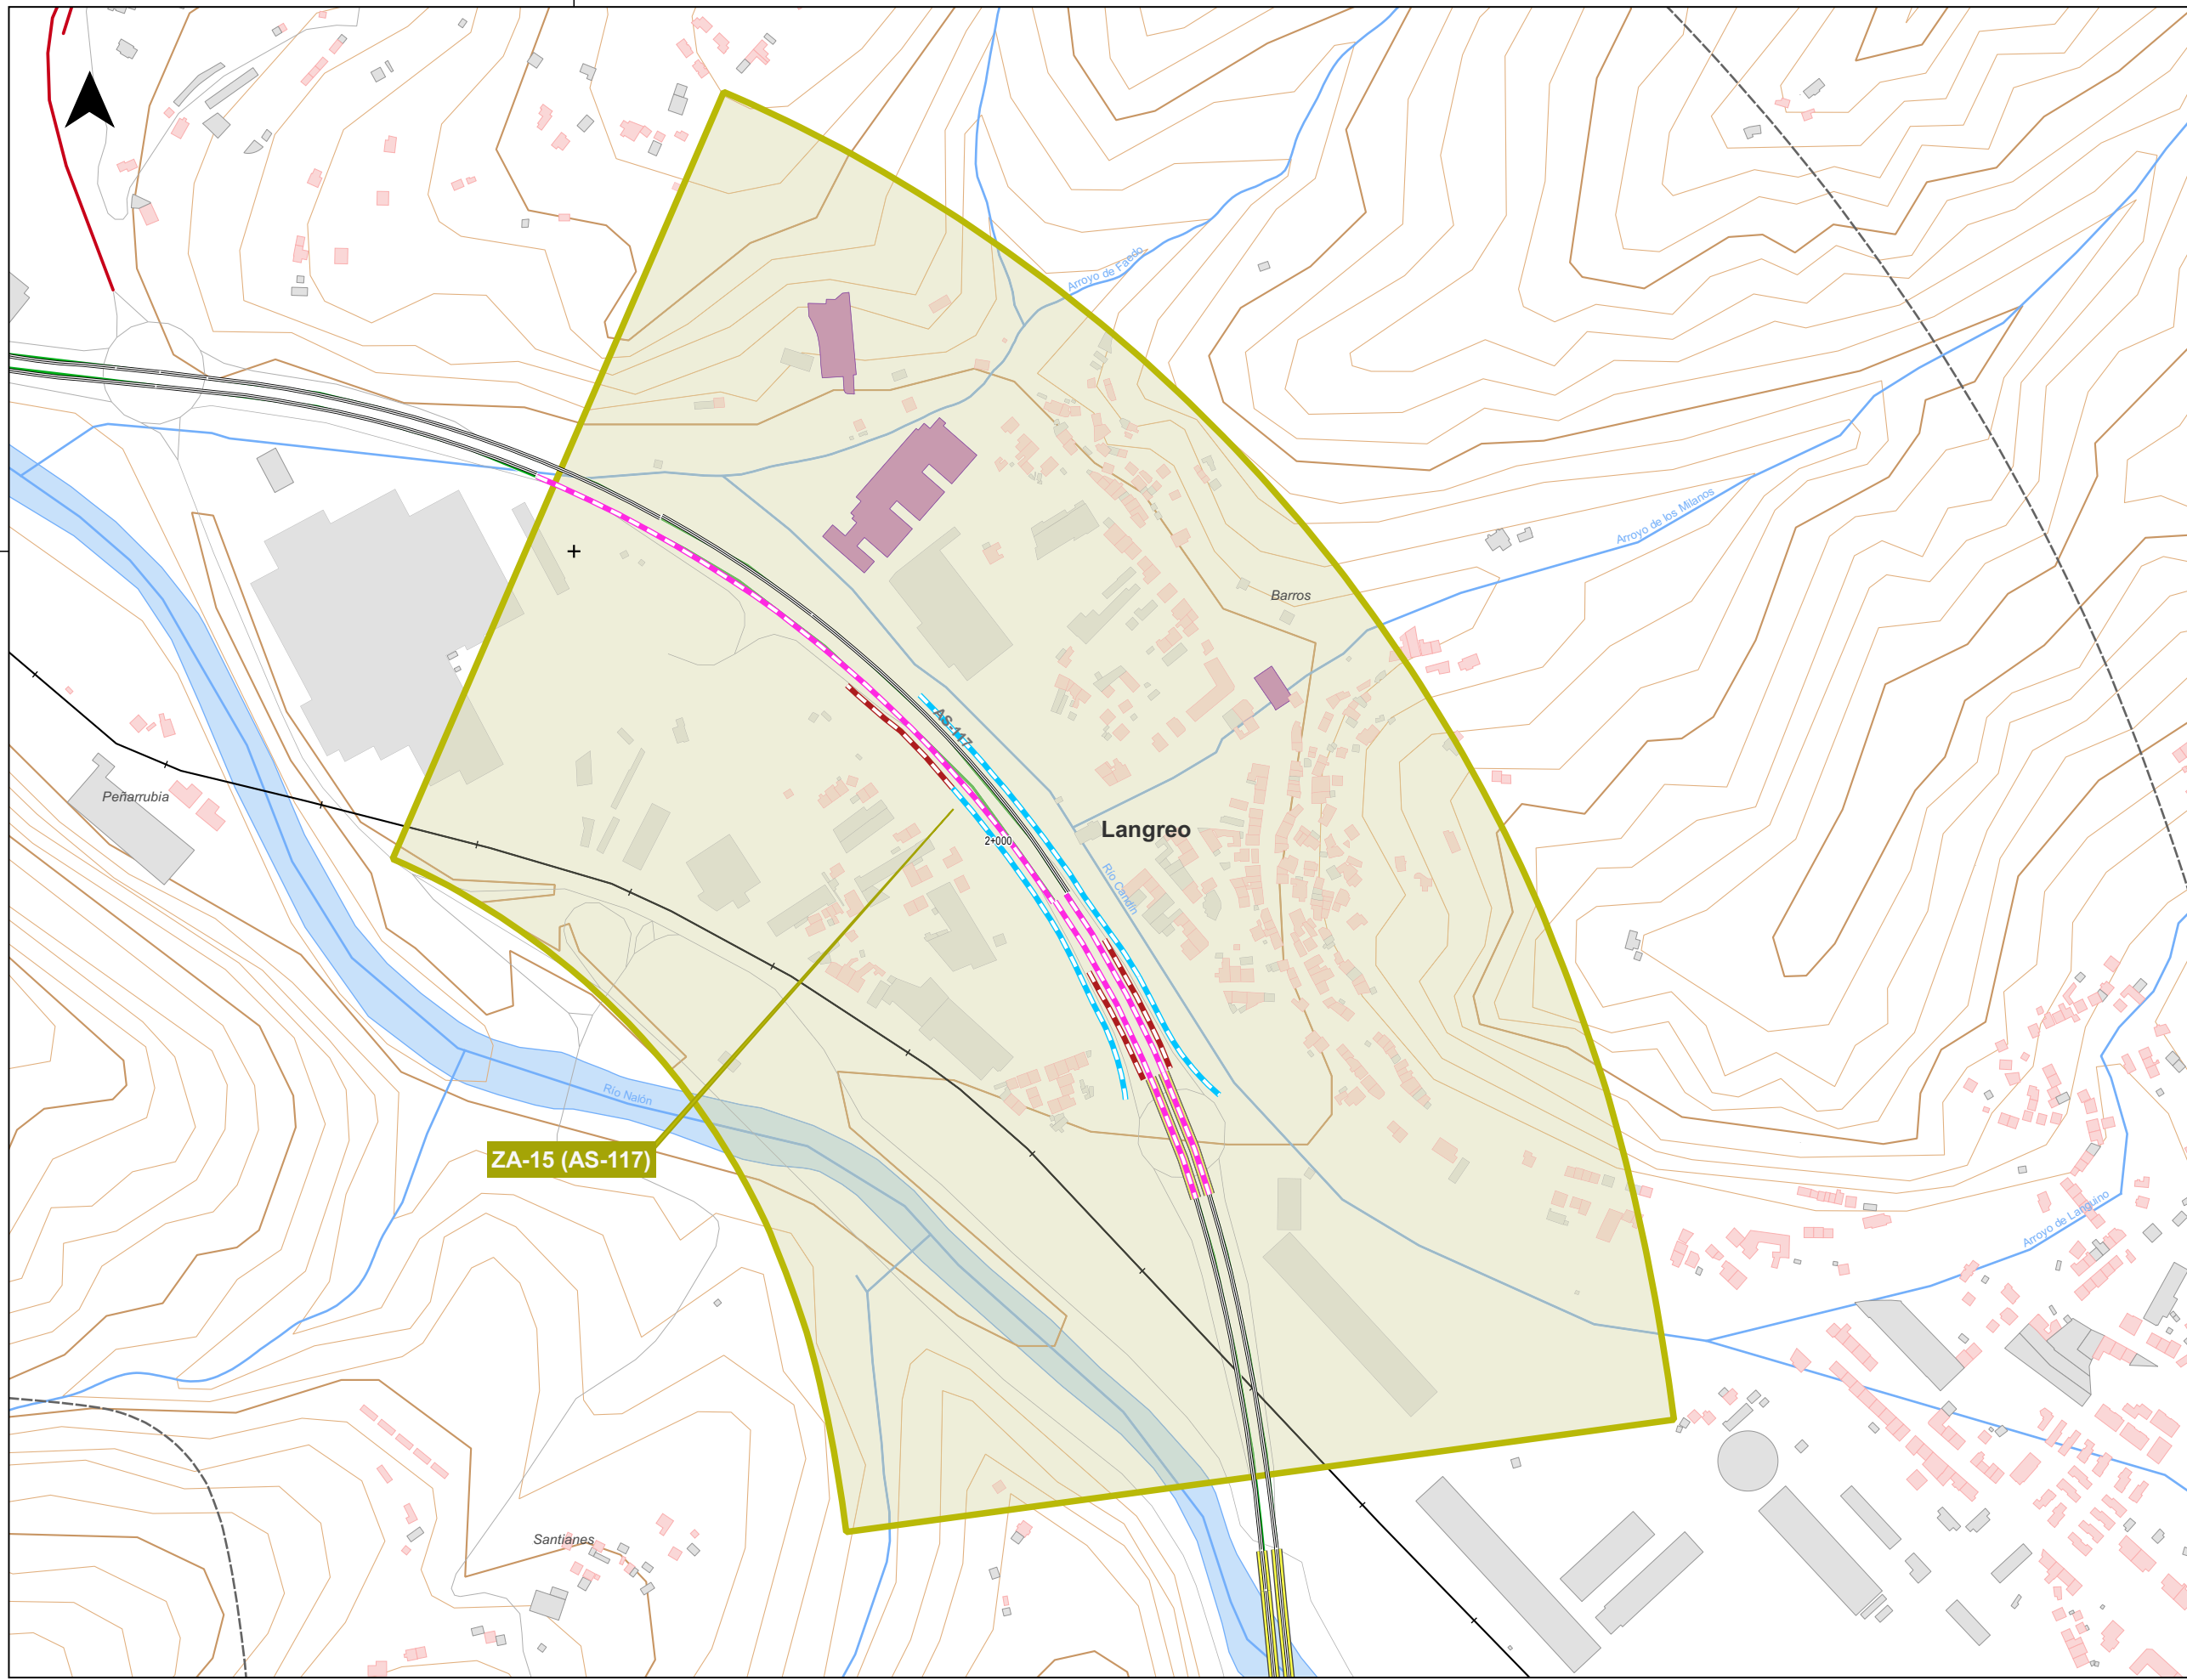 Arroyo de Faedo
Arroyo de los Milanos
Barros
AS-117
Peñarrubia
Langreo
2+000
Río Candín
Río Nalón
ZA-15 (AS-117)
Arroyo de Languino
Santianes